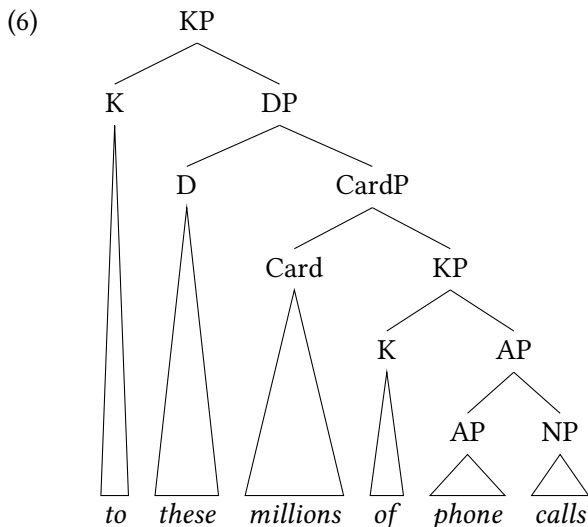 (6) KP
K DP
D CardP
Card KP
K AP
AP NP
to these millions of phone calls